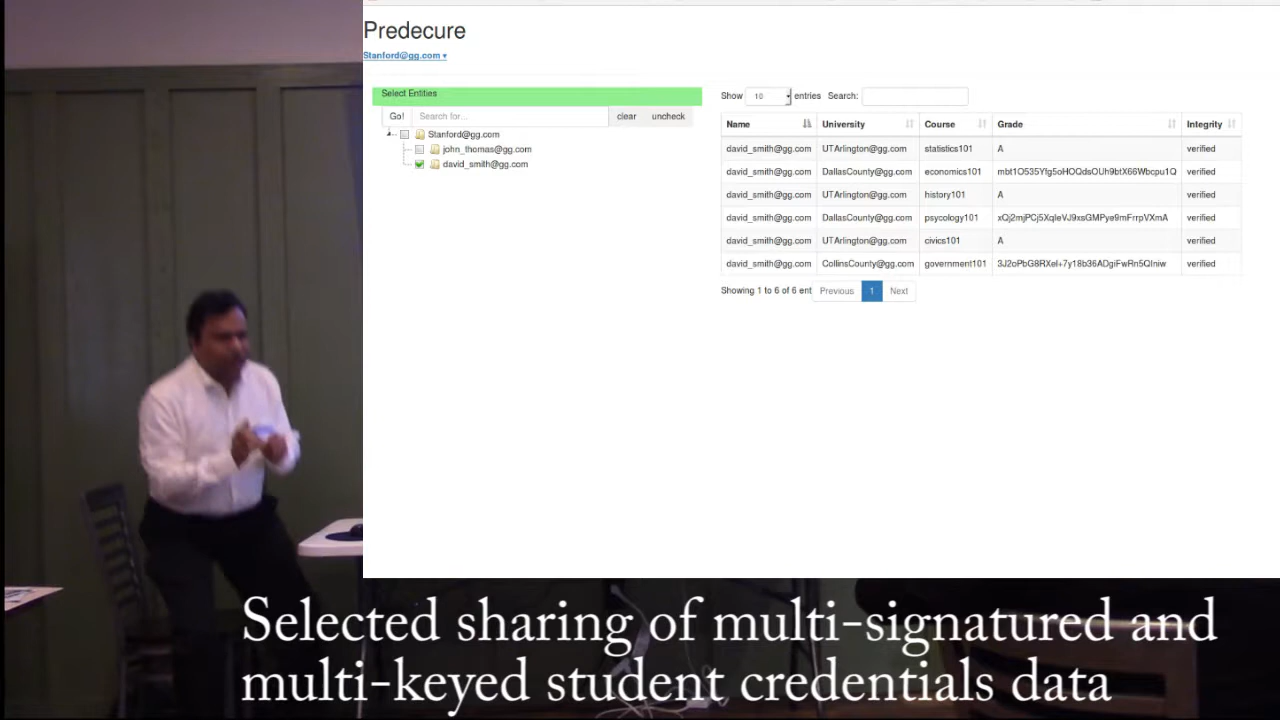 Predecure
Stanford@gg.com
Select Entities
Go! Search for... clear uncheck
Stanford@gg.com
john_thomas@gg.com
david_smith@gg.com
Show 10 entries Search:
Name University Course Grade Integrity
david_smith@gg.com UTArlington@gg.com statistics101 A verified
david_smith@gg.com DallasCounty@gg.com economics101 verified
david_smith@gg.com UTArlington@gg.com history101 A verified
david_smith@gg.com DallasCounty@gg.com psycology101 verified
david_smith@gg.com UTArlington@gg.com civics101 A verified
david_smith@gg.com CollinsCounty@gg.com government101 verified
Showing 1 to 6 of 6 ent Previous 1 Next
Selected sharing of multi-signatured and
multi-keyed student credentials data